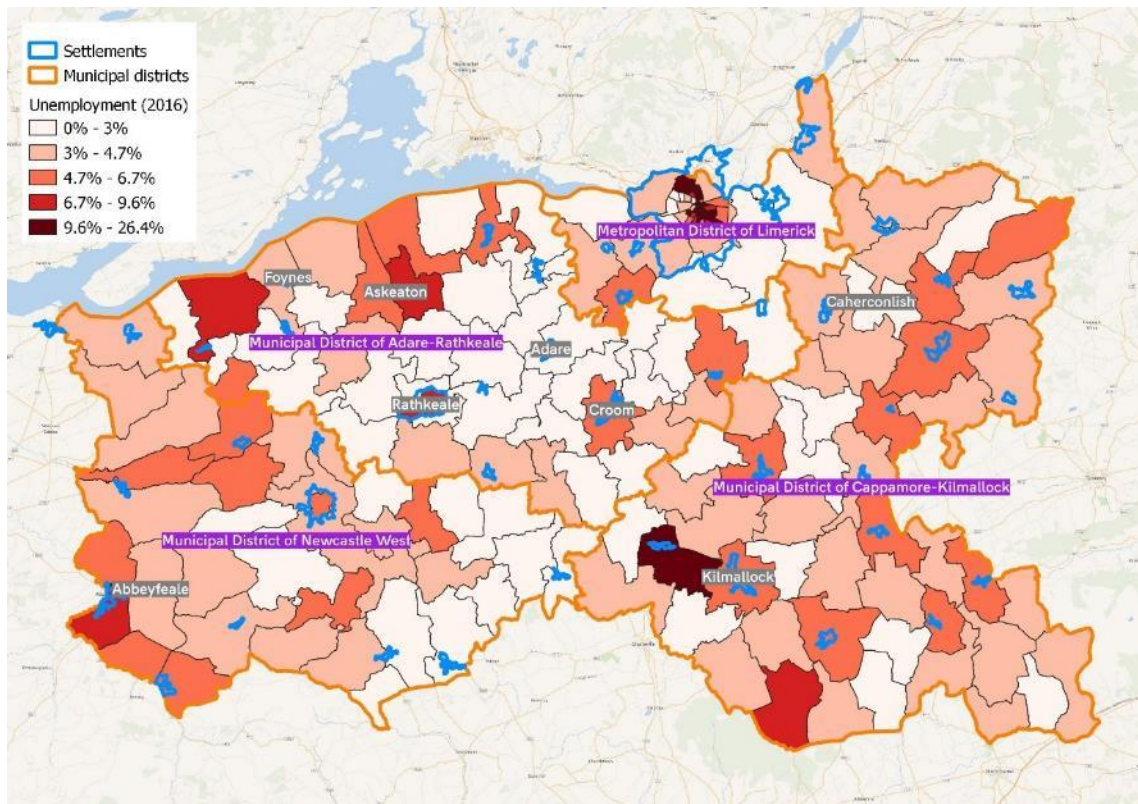 Settlements
Municipal districts
Unemployment (2016)
0% - 3%
3% - 4.7%
4.7% - 6.7%
6.7% - 9.6%
9.6% - 26.4%
Metropolitan District of Limerick
Foynes
Askeaton
Caherconlish
Municipal District of Adare-Rathkeale
Adare
Rathkeale
Croom
Municipal District of Cappamore-Kilmallock
Municipal District of Newcastle West
Kilmallock
Abbeyfeale